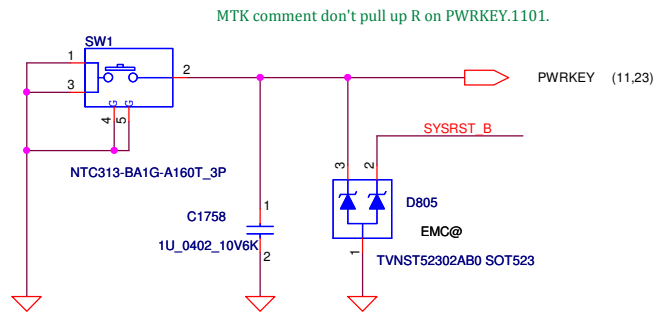 MTK comment don't pull up R on PWRKEY.1101.
SW1
1
2
3
PWRKEY (11,23)
G G
4 5
SYSRST_B
3 2
NTC313-BA1G-A160T_3P
1
D805
C1758
EMC@
1U_0402_10V6K
2
1
TVNST52302AB0 SOT523